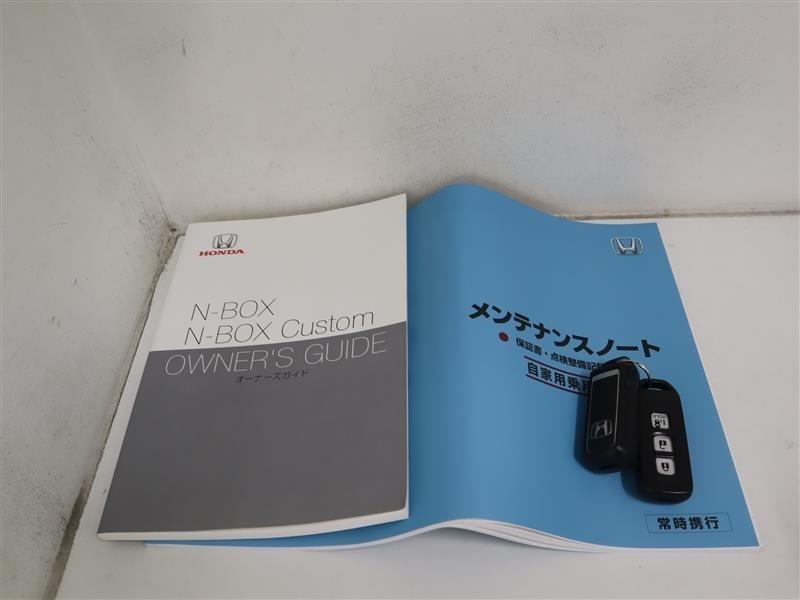 HONDA
N-BOX
N-BOX Custom
OWNER'S GUIDE
オーナーズガイド
メンテナンスノート
保証書・点検整備記
自家用乗用
常時携行
HOLD